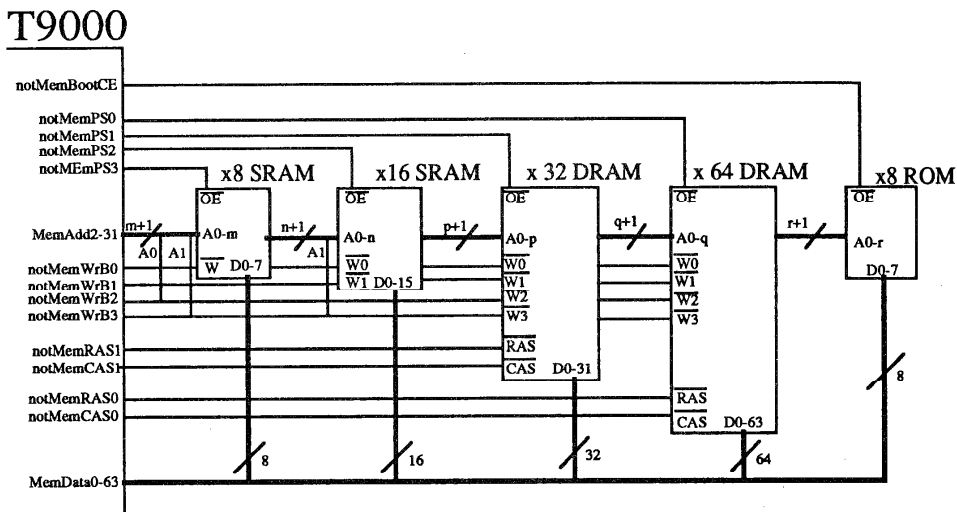 T9000
notMemBootCE
notMemPS0
notMemPS1
notMemPS2
notMEmPS3
x8 SRAM
x16 SRAM
x 32 DRAM
x 64 DRAM
x8 ROM
OE
OE
OE
OE
OE
MemAdd2-31
m+1
A0-m
n+1
A0-n
p+1
A0-p
q+1
A0-q
r+1
A0-r
A0
A1
A1
notMemWrB0
W
D0-7
W0
W0
W0
D0-7
notMemWrB1
W1
D0-15
W1
W1
notMemWrB2
W2
W2
notMemWrB3
W3
W3
notMemRAS1
RAS
notMemCAS1
CAS
D0-31
8
notMemRAS0
RAS
notMemCAS0
CAS
D0-63
8
16
32
64
MemData0-63